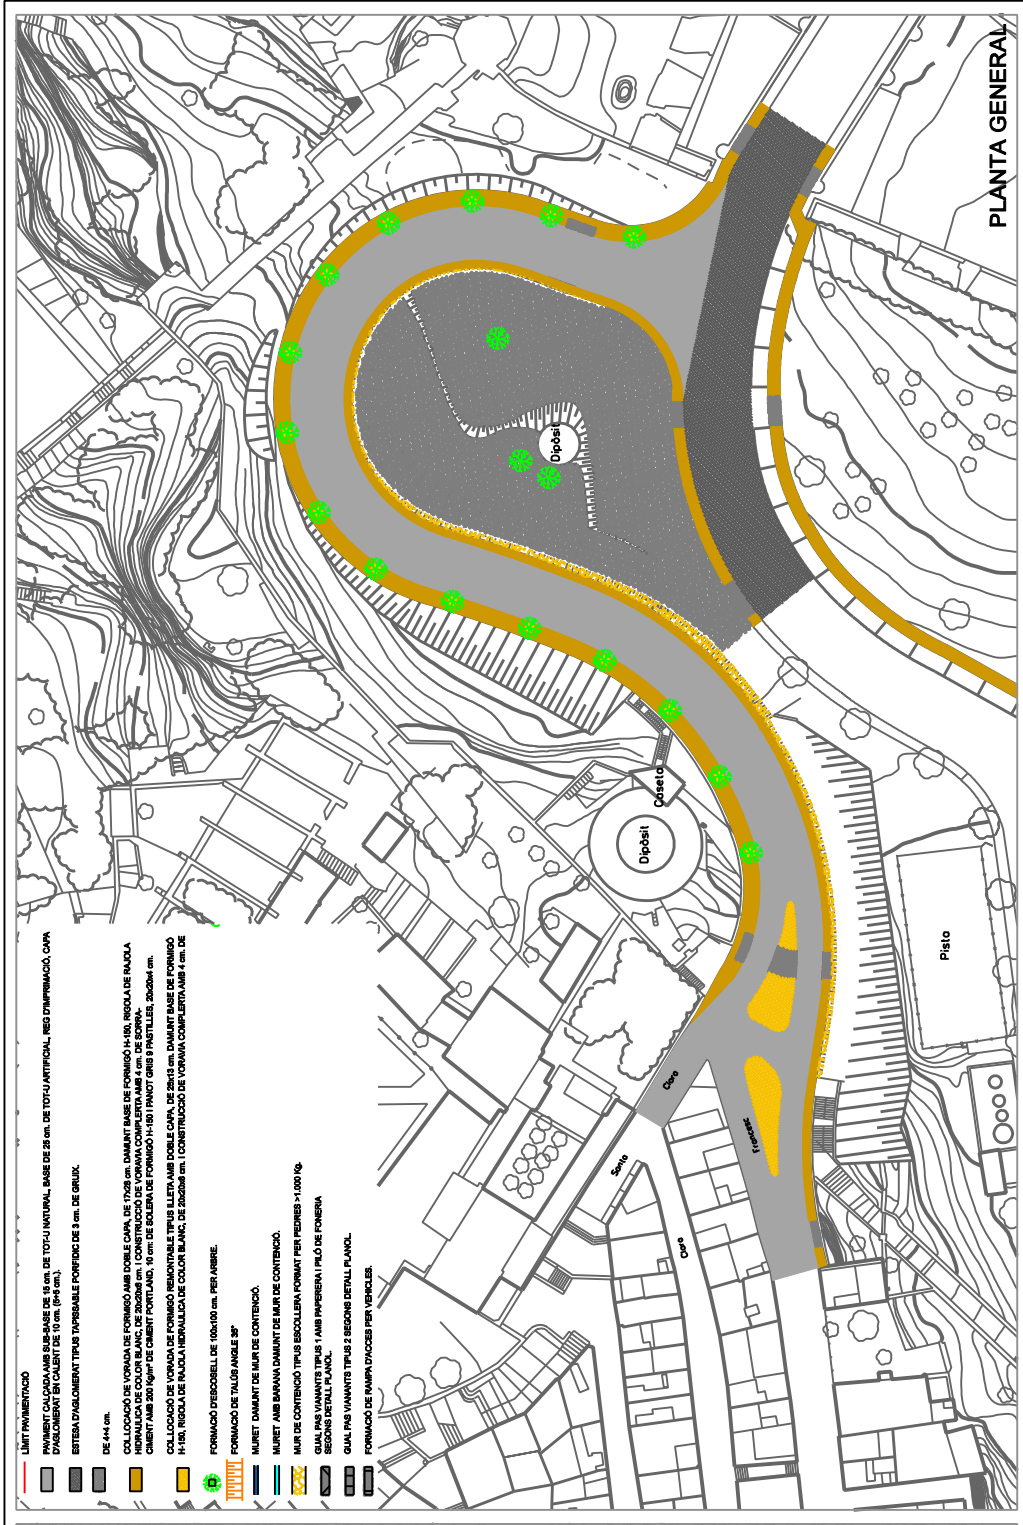 PLANTA GENERAL
LÍMIT PAVIMENTACIÓ
PAVIMENT CALÇADA AMB SUB-BASE DE 15 cm. DE TOT-U NATURAL, BASE DE 25 cm. DE TOT-U ARTIFICIAL, REG D'IMPRIMACIÓ, CAPA
D'AGLOMERAT EN CALENT DE 10 cm. (5+5 cm.).
ESTESA D'AGLOMERAT TIPUS TAPISSABLE PORFIDIC DE 3 cm. DE GRUIX.
DE 4+4 cm.
COL.LOCACIÓ DE VORADA DE FORMIGÓ AMB DOBLE CAPA, DE 17x28 cm. DAMUNT BASE DE FORMIGÓ H-150, RIGOLA DE RAJOLA
HIDRAULICA DE COLOR BLANC, DE 20x20x8 cm. I CONSTRUCCIÓ DE VORAVIA COMPLERTA AMB 4 cm. DE SORRA-
CIMENT AMB 200 Kg/m³ DE CIMENT PORTLAND, 10 cm: DE SOLERA DE FORMIGÓ H-150 I PANOT GRIS 9 PASTILLES, 20x20x4 cm.
COL.LOCACIÓ DE VORADA DE FORMIGÓ REMONTABLE TIPUS ILLETA AMB DOBLE CAPA, DE 25x13 cm. DAMUNT BASE DE FORMIGÓ
H-150, RIGOLA DE RAJOLA HIDRAULICA DE COLOR BLANC, DE 20x20x8 cm. I CONSTRUCCIÓ DE VORAVIA COMPLERTA AMB 4 cm. DE
FORMACIÓ D'ESCOSELL DE 100x100 cm. PER ARBRE.
FORMACIÓ DE TALÚS ANGLE 35°
MURET DAMUNT DE MUR DE CONTENCIÓ.
MURET AMB BARANA DAMUNT DE MUR DE CONTENCIÓ.
MUR DE CONTENCIÓ TIPUS ESCOLLERA FORMAT PER PEDRES >1.000 Kg.
GUAL PAS VIANANTS TIPUS 1 AMB PAPERERA I PILÓ DE FONERIA
SEGONS DETALL PLANOL.
GUAL PAS VIANANTS TIPUS 2 SEGONS DETALL PLANOL.
FORMACIÓ DE RAMPA D'ACCES PER VEHICLES.
Dipòsit
Caseta
Dipòsit
Pista
Clara
Francesc
Santa
Clara